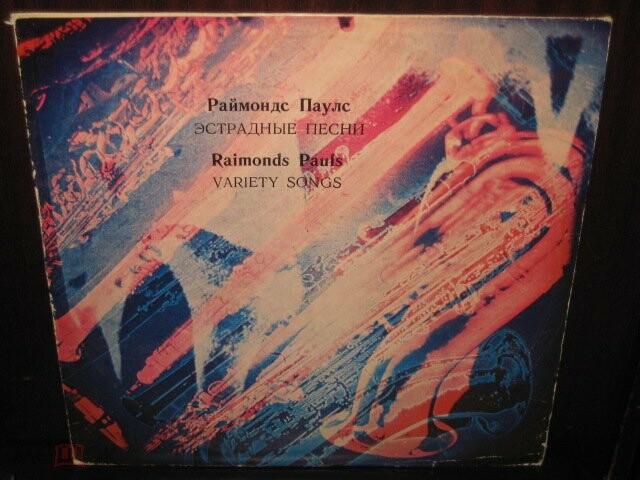 Раймондс Паулс
ЭСТРАДНЫЕ ПЕСНИ
Raimonds Pauls
VARIETY SONGS